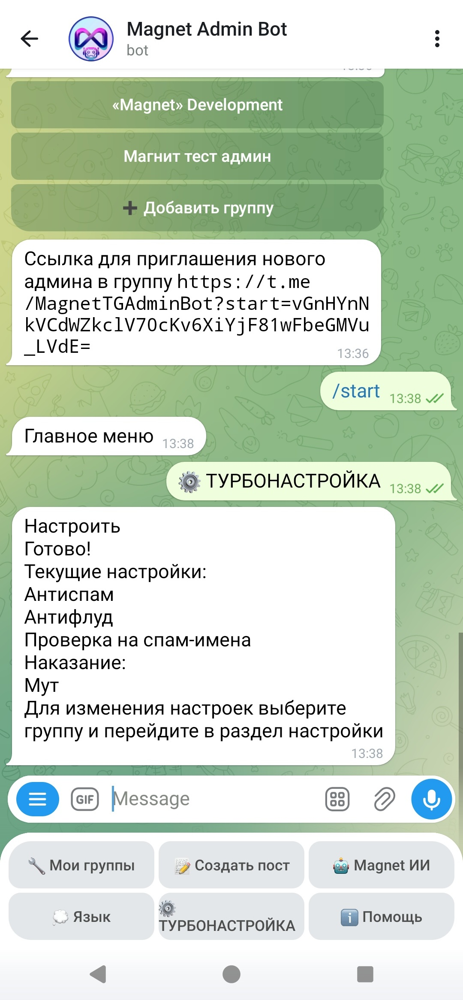 Magnet Admin Bot
bot
«Magnet» Development
Магнит тест админ
➕ Добавить группу
Ссылка для приглашения нового
админа в группу https://t.me
/MagnetTGAdminBot?start=vGnHYnN
kVCdWZkclV70cKv6XiYjF81wFbeGMVu
_LVdE=
13:36
/start 13:38
Главное меню 13:38
⚙ ТУРБОНАСТРОЙКА 13:38
Настроить
Готово!
Текущие настройки:
Антиспам
Антифлуд
Проверка на спам-имена
Наказание:
Мут
Для изменения настроек выберите
группу и перейдите в раздел настройки
13:38
GIF Message
Мои группы
Создать пост
Magnet ИИ
Язык
ТУРБОНАСТРОЙКА
Помощь